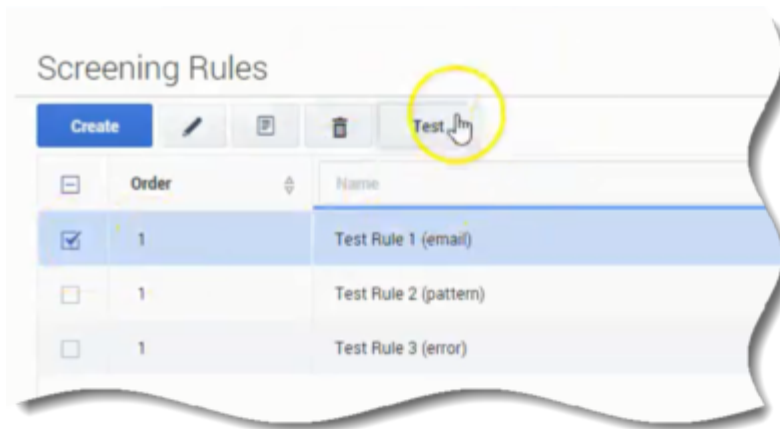 Screening Rules
Create Test
Order Name
1 Test Rule 1 (email)
1 Test Rule 2 (pattern)
1 Test Rule 3 (error)